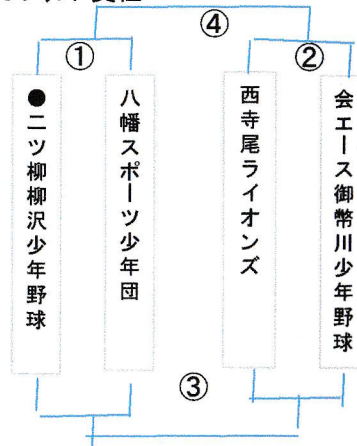 ④
①
②
●二ツ柳柳沢少年野球
八幡スポーツ少年団
西寺尾ライオンズ
会エース御幣川少年野球
③